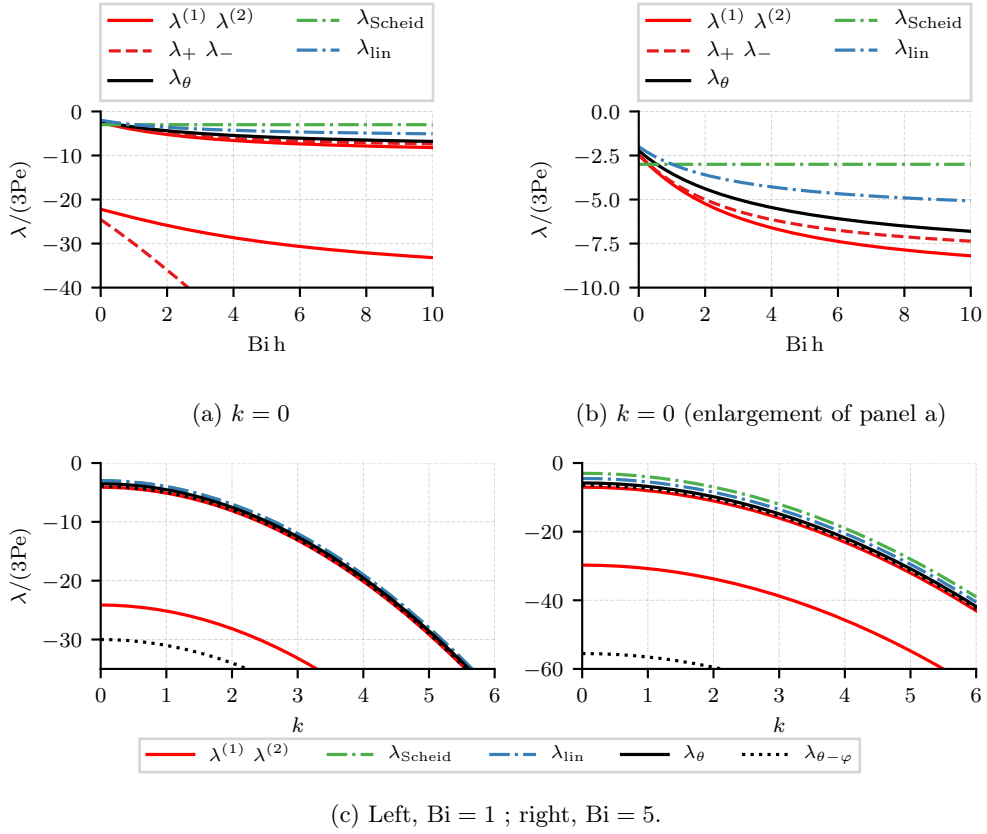 λ⁽¹⁾ λ⁽²⁾ λ_Scheid
λ₊ λ₋ λ_lin
λ_θ
λ⁽¹⁾ λ⁽²⁾ λ_Scheid
λ₊ λ₋ λ_lin
λ_θ
0
−10
−20
−30
−40
λ/(3Pe)
0 2 4 6 8 10
Bi h
0.0
−2.5
−5.0
−7.5
−10.0
λ/(3Pe)
0 2 4 6 8 10
Bi h
(a) k = 0
(b) k = 0 (enlargement of panel a)
0
−10
−20
−30
λ/(3Pe)
0 1 2 3 4 5 6
k
0
−20
−40
−60
0 1 2 3 4 5 6
k
λ⁽¹⁾ λ⁽²⁾ λ_Scheid λ_lin λ_θ λ_θ−φ
(c) Left, Bi = 1 ; right, Bi = 5.